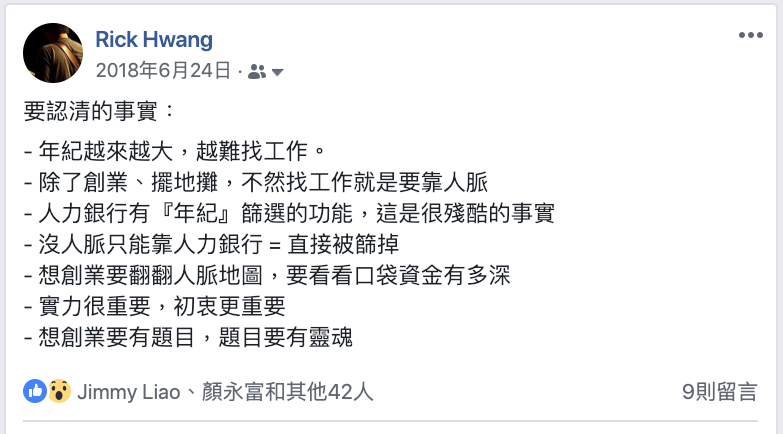 Rick Hwang
2018年6月24日 ·
要認清的事實：
- 年紀越來越大，越難找工作。
- 除了創業、擺地攤，不然找工作就是要靠人脈
- 人力銀行有『年紀』篩選的功能，這是很殘酷的事實
- 沒人脈只能靠人力銀行 = 直接被篩掉
- 想創業要翻翻人脈地圖，要看看口袋資金有多深
- 實力很重要，初衷更重要
- 想創業要有題目，題目要有靈魂
Jimmy Liao、顏永富和其他42人 9則留言